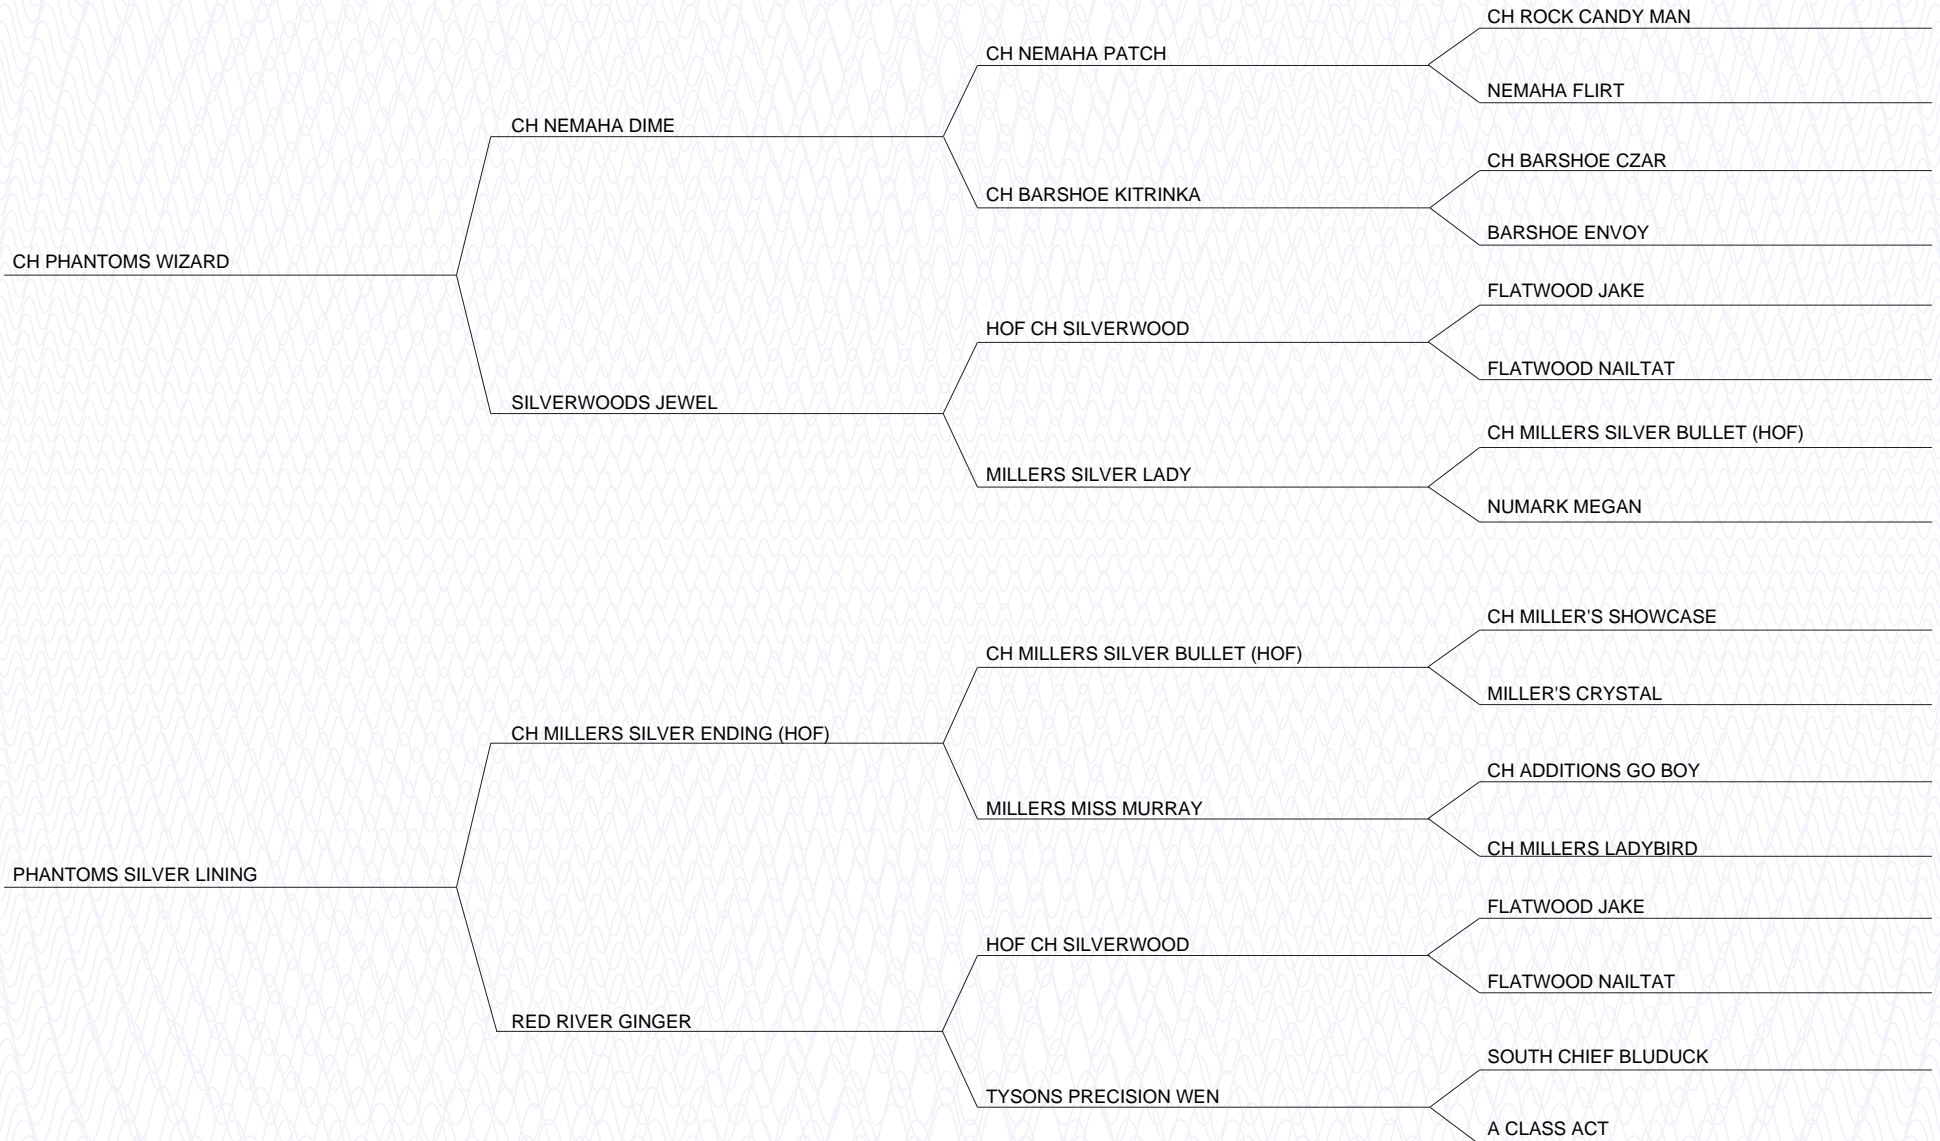 CH ROCK CANDY MAN
CH NEMAHA PATCH
NEMAHA FLIRT
CH NEMAHA DIME
CH BARSHOE CZAR
CH BARSHOE KITRINKA
BARSHOE ENVOY
CH PHANTOMS WIZARD
FLATWOOD JAKE
HOF CH SILVERWOOD
FLATWOOD NAILTAT
SILVERWOODS JEWEL
CH MILLERS SILVER BULLET (HOF)
MILLERS SILVER LADY
NUMARK MEGAN
CH MILLER'S SHOWCASE
CH MILLERS SILVER BULLET (HOF)
MILLER'S CRYSTAL
CH MILLERS SILVER ENDING (HOF)
CH ADDITIONS GO BOY
MILLERS MISS MURRAY
CH MILLERS LADYBIRD
PHANTOMS SILVER LINING
FLATWOOD JAKE
HOF CH SILVERWOOD
FLATWOOD NAILTAT
RED RIVER GINGER
SOUTH CHIEF BLUDUCK
TYSONS PRECISION WEN
A CLASS ACT